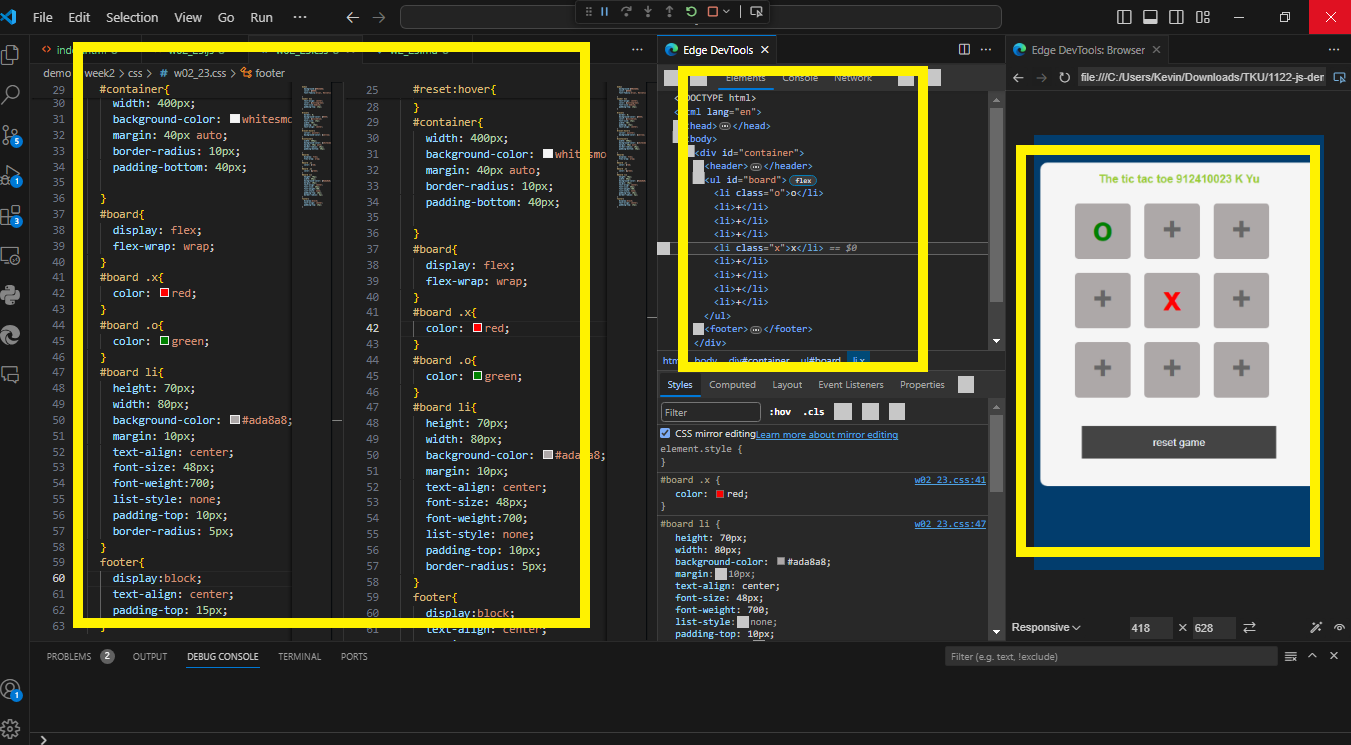 File Edit Selection View Go Run ···
Edge DevTools
Edge DevTools: Browser
demo week2 > css > # w02_23.css > footer
file:///C:/Users/Kevin/Downloads/TKU/1122-js-den
29 #container{
30 width: 400px;
31 background-color: whitesmo
32 margin: 40px auto;
33 border-radius: 10px;
34 padding-bottom: 40px;
35
36 }
37 #board{
38 display: flex;
39 flex-wrap: wrap;
40 }
41 #board .x{
42 color: red;
43 }
44 #board .o{
45 color: green;
46 }
47 #board li{
48 height: 70px;
49 width: 80px;
50 background-color: #ada8a8;
51 margin: 10px;
52 text-align: center;
53 font-size: 48px;
54 font-weight:700;
55 list-style: none;
56 padding-top: 10px;
57 border-radius: 5px;
58 }
59 footer{
60 display:block;
61 text-align: center;
62 padding-top: 15px;
63 }
25 #reset:hover{
28 }
29 #container{
30 width: 400px;
31 background-color: whitesmo
32 margin: 40px auto;
33 border-radius: 10px;
34 padding-bottom: 40px;
35
36 }
37 #board{
38 display: flex;
39 flex-wrap: wrap;
40 }
41 #board .x{
42 color: red;
43 }
44 #board .o{
45 color: green;
46 }
47 #board li{
48 height: 70px;
49 width: 80px;
50 background-color: #ada8a8;
51 margin: 10px;
52 text-align: center;
53 font-size: 48px;
54 font-weight:700;
55 list-style: none;
56 padding-top: 10px;
57 border-radius: 5px;
58 }
59 footer{
60 display:block;
61 text-align: center;
Elements Console Network
<!DOCTYPE html>
<html lang="en">
<head> ··· </head>
<body>
<div id="container">
<header> ··· </header>
<ul id="board"> flex
<li class="o">o</li>
<li>+</li>
<li>+</li>
<li>+</li>
<li class="x">x</li> == $0
<li>+</li>
<li>+</li>
<li>+</li>
<li>+</li>
</ul>
<footer> ··· </footer>
</div>
html body div#container ul#board li.x
Styles Computed Layout Event Listeners Properties
Filter :hov .cls
CSS mirror editing Learn more about mirror editing
element.style {
}
#board .x { w02_23.css:41
color: red;
}
#board li { w02_23.css:47
height: 70px;
width: 80px;
background-color: #ada8a8;
margin: 10px;
text-align: center;
font-size: 48px;
font-weight: 700;
list-style: none;
padding-top: 10px;
The tic tac toe 912410023 K Yu
O + +
+ X +
+ + +
reset game
Responsive 418 × 628
PROBLEMS 2 OUTPUT DEBUG CONSOLE TERMINAL PORTS
Filter (e.g. text, !exclude)
5
1
3
1